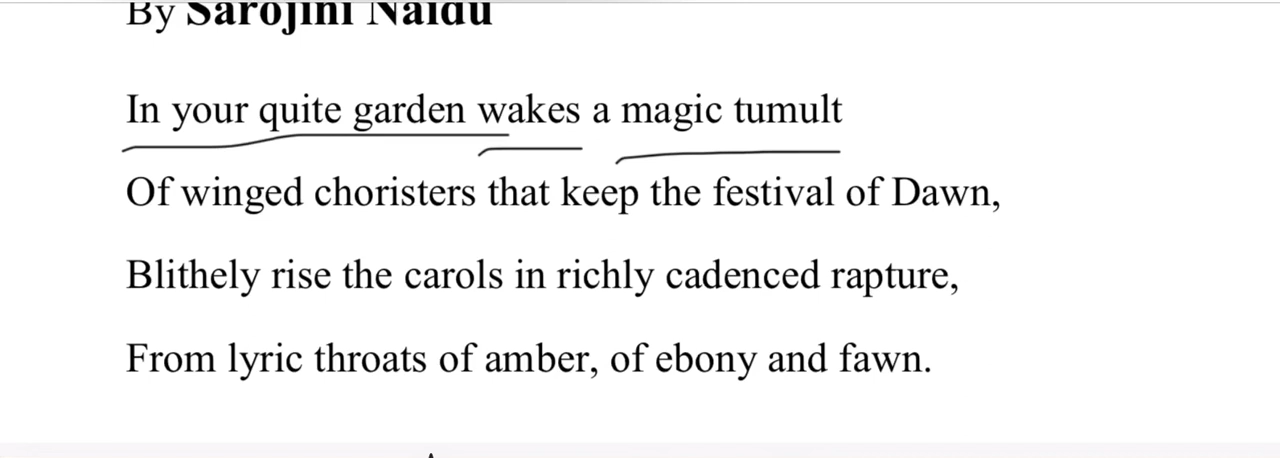 By Sarojini Naidu
In your quite garden wakes a magic tumult
Of winged choristers that keep the festival of Dawn,
Blithely rise the carols in richly cadenced rapture,
From lyric throats of amber, of ebony and fawn.